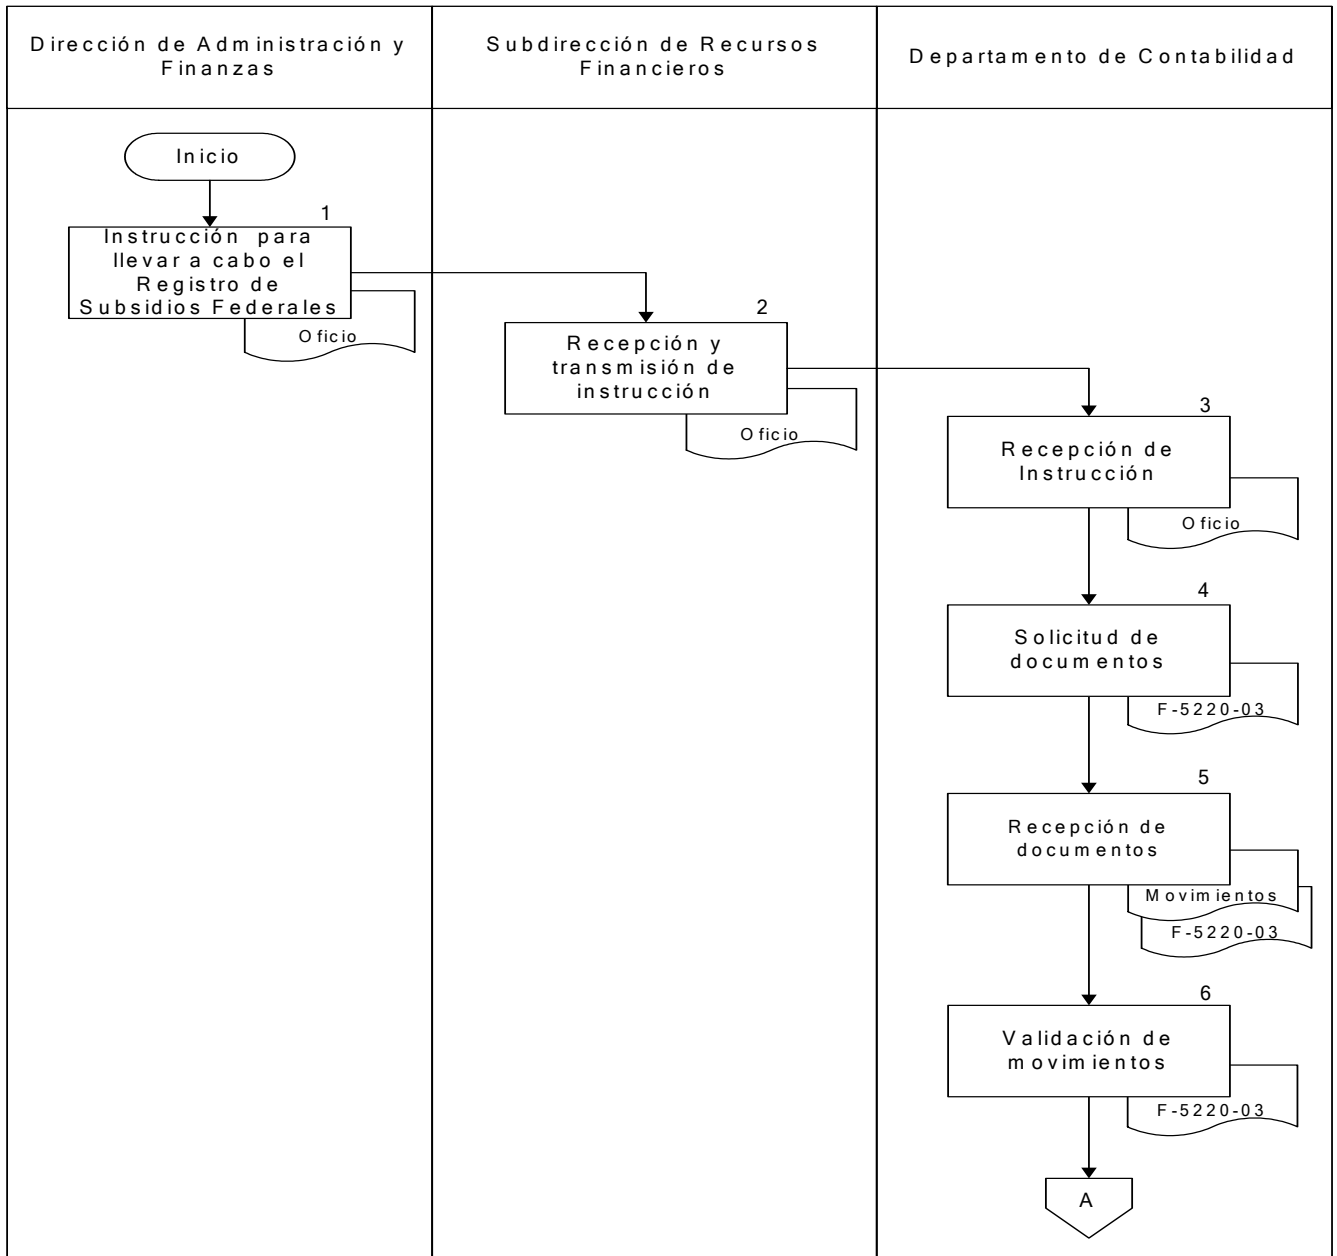 Dirección de Administración y
Finanzas
Subdirección de Recursos
Financieros
Departamento de Contabilidad
Inicio
1
Instrucción para
llevar a cabo el
Registro de
Subsidios Federales
Oficio
2
Recepción y
transmisión de
instrucción
Oficio
3
Recepción de
Instrucción
Oficio
4
Solicitud de
documentos
F-5220-03
5
Recepción de
documentos
Movimientos
F-5220-03
6
Validación de
movimientos
F-5220-03
A